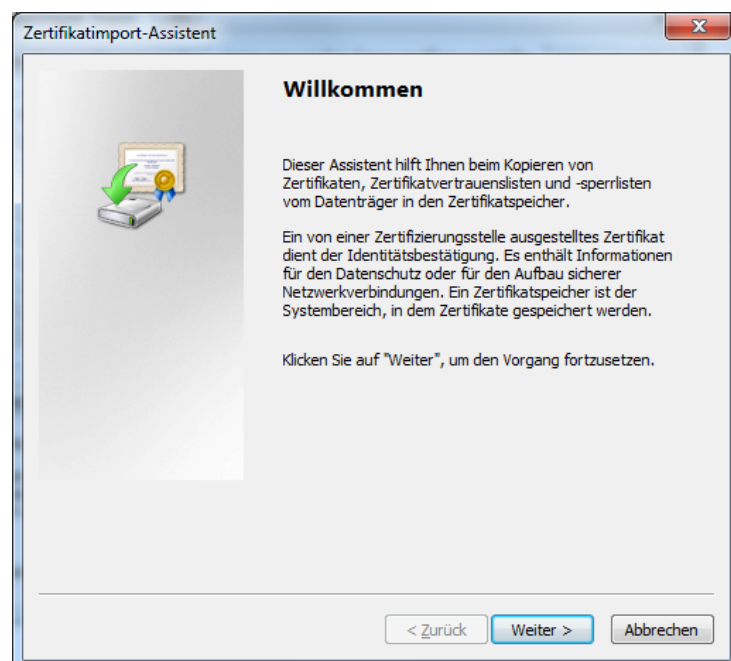 Zertifikatimport-Assistent
Willkommen
Dieser Assistent hilft Ihnen beim Kopieren von
Zertifikaten, Zertifikatvertrauenslisten und -sperrlisten
vom Datenträger in den Zertifikatspeicher.
Ein von einer Zertifizierungsstelle ausgestelltes Zertifikat
dient der Identitätsbestätigung. Es enthält Informationen
für den Datenschutz oder für den Aufbau sicherer
Netzwerkverbindungen. Ein Zertifikatspeicher ist der
Systembereich, in dem Zertifikate gespeichert werden.
Klicken Sie auf "Weiter", um den Vorgang fortzusetzen.
< Zurück Weiter > Abbrechen